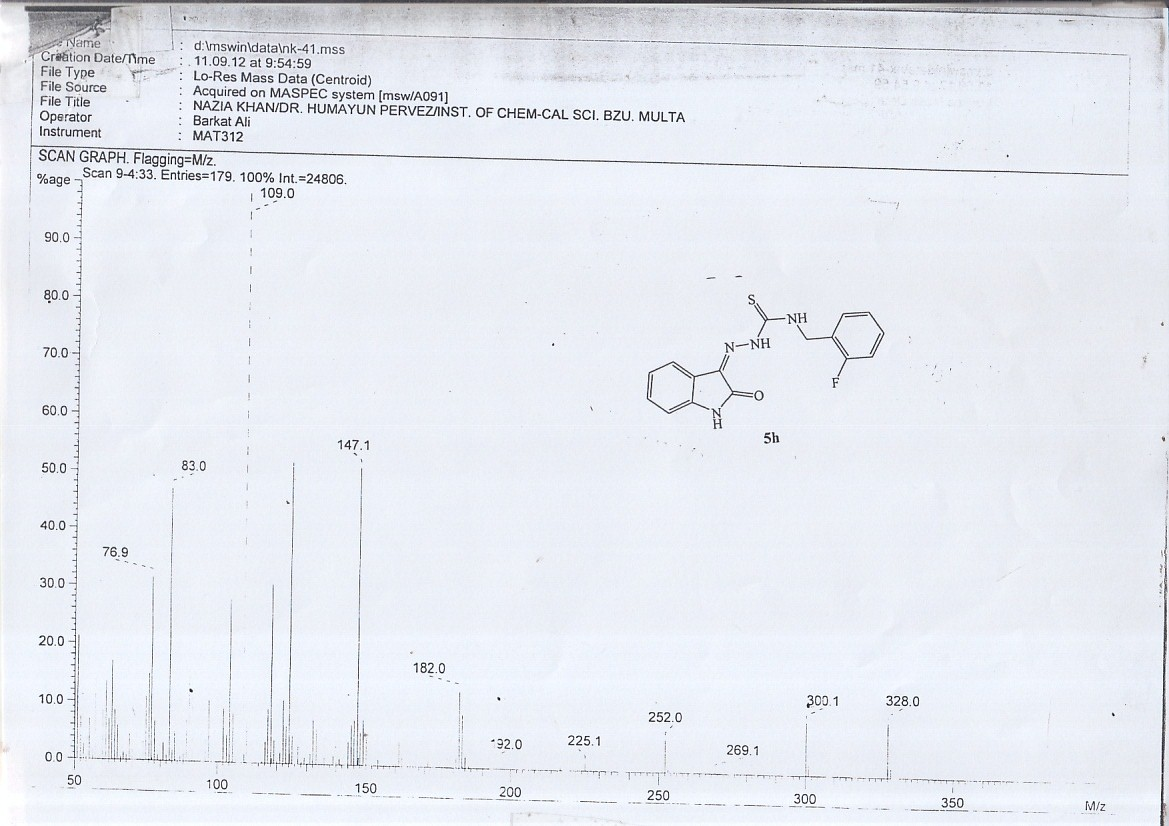 Name : d:\mswin\data\nk-41.mss
Creation Date/Time : 11.09.12 at 9:54:59
File Type : Lo-Res Mass Data (Centroid)
File Source : Acquired on MASPEC system [msw/A091]
File Title : NAZIA KHAN/DR. HUMAYUN PERVEZ/INST. OF CHEM-CAL SCI. BZU. MULTA
Operator : Barkat Ali
Instrument : MAT312
SCAN GRAPH. Flagging=M/z.
Scan 9-4:33. Entries=179. 100% Int.=24806.
%age
109.0
90.0
80.0
70.0
60.0
50.0
40.0
30.0
20.0
10.0
0.0
S
NH
N NH
F
O
N
H
5h
147.1
83.0
76.9
182.0
192.0
225.1
252.0
269.1
300.1
328.0
50 100 150 200 250 300 350 M/z